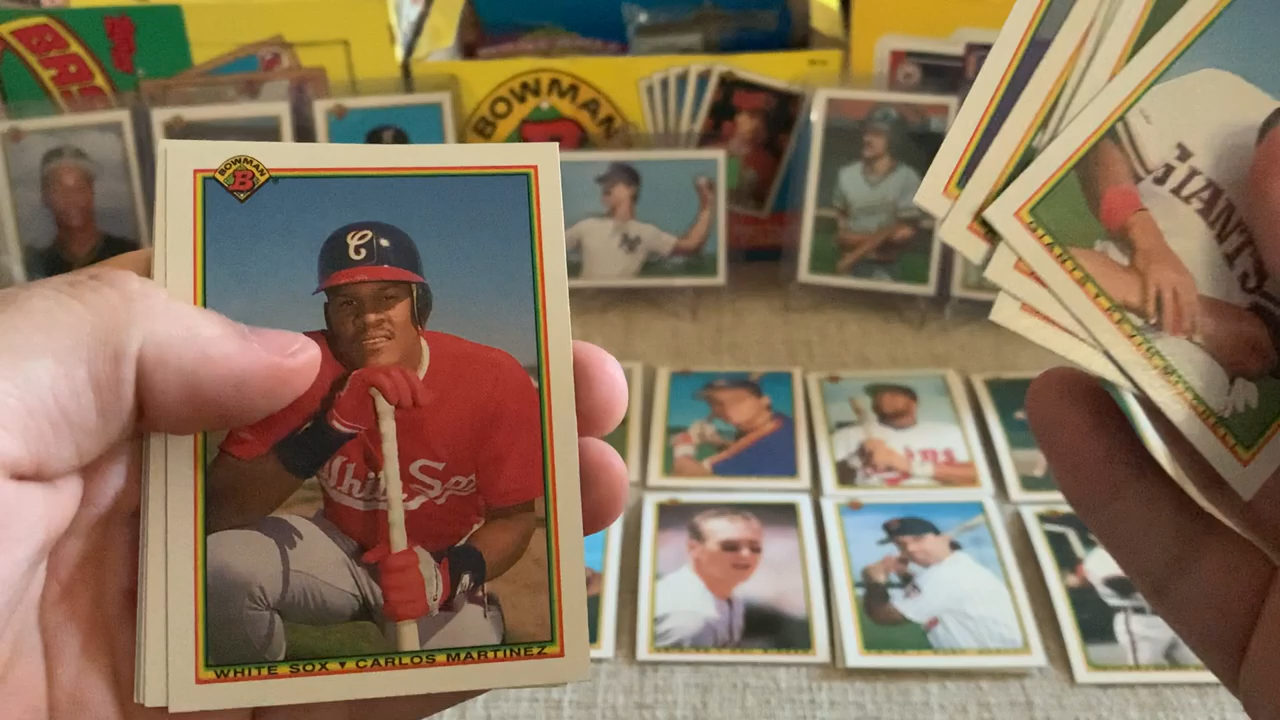 BOWMAN
B
BOWMAN
B
C
White Sox
GIANTS
WHITE SOX ▼ CARLOS MARTINEZ